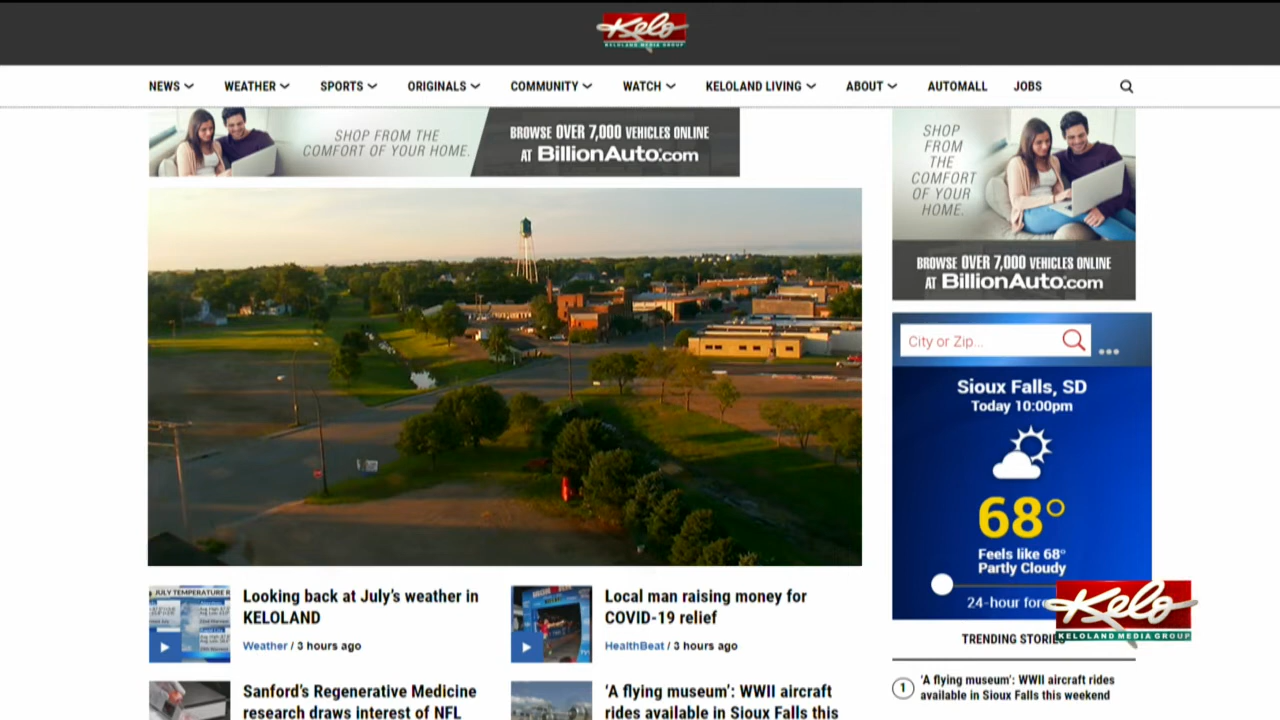 Kelo
KELOLAND MEDIA GROUP
NEWS
WEATHER
SPORTS
ORIGINALS
COMMUNITY
WATCH
KELOLAND LIVING
ABOUT
AUTOMALL
JOBS
SHOP FROM THE
COMFORT OF YOUR HOME.
BROWSE OVER 7,000 VEHICLES ONLINE
AT BillionAuto.com
SHOP
FROM
THE
COMFORT
OF YOUR
HOME.
BROWSE OVER 7,000 VEHICLES ONLINE
AT BillionAuto.com
City or Zip...
Sioux Falls, SD
Today 10:00pm
68°
Feels like 68°
Partly Cloudy
24-hour fore
Kelo
KELOLAND MEDIA GROUP
TRENDING STORIES
1
'A flying museum': WWII aircraft rides
available in Sioux Falls this weekend
JULY TEMPERATURE R
Looking back at July's weather in
KELOLAND
Weather / 3 hours ago
Local man raising money for
COVID-19 relief
HealthBeat / 3 hours ago
Sanford's Regenerative Medicine
research draws interest of NFL
'A flying museum': WWII aircraft
rides available in Sioux Falls this